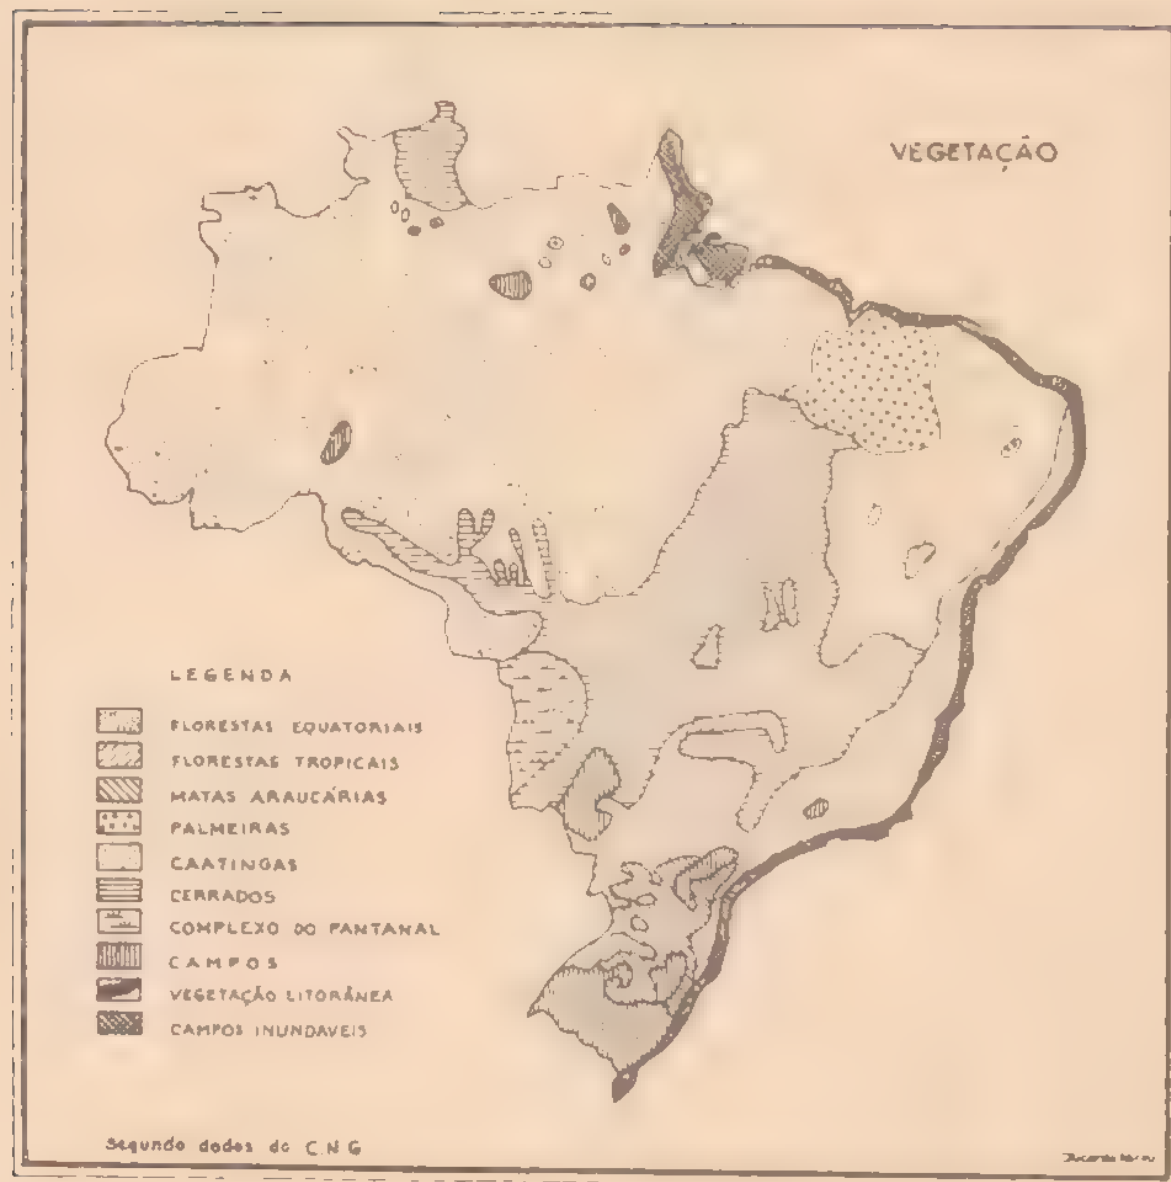 VEGETAÇÃO
LEGENDA
FLORESTAS EQUATORIAIS
FLORESTAS TROPICAIS
MATAS ARAUCÁRIAS
PALMEIRAS
CAATINGAS
CERRADOS
COMPLEXO DO PANTANAL
CAMPOS
VEGETAÇÃO LITORÂNEA
CAMPOS INUNDAVEIS
Segundo dados do C.N.G